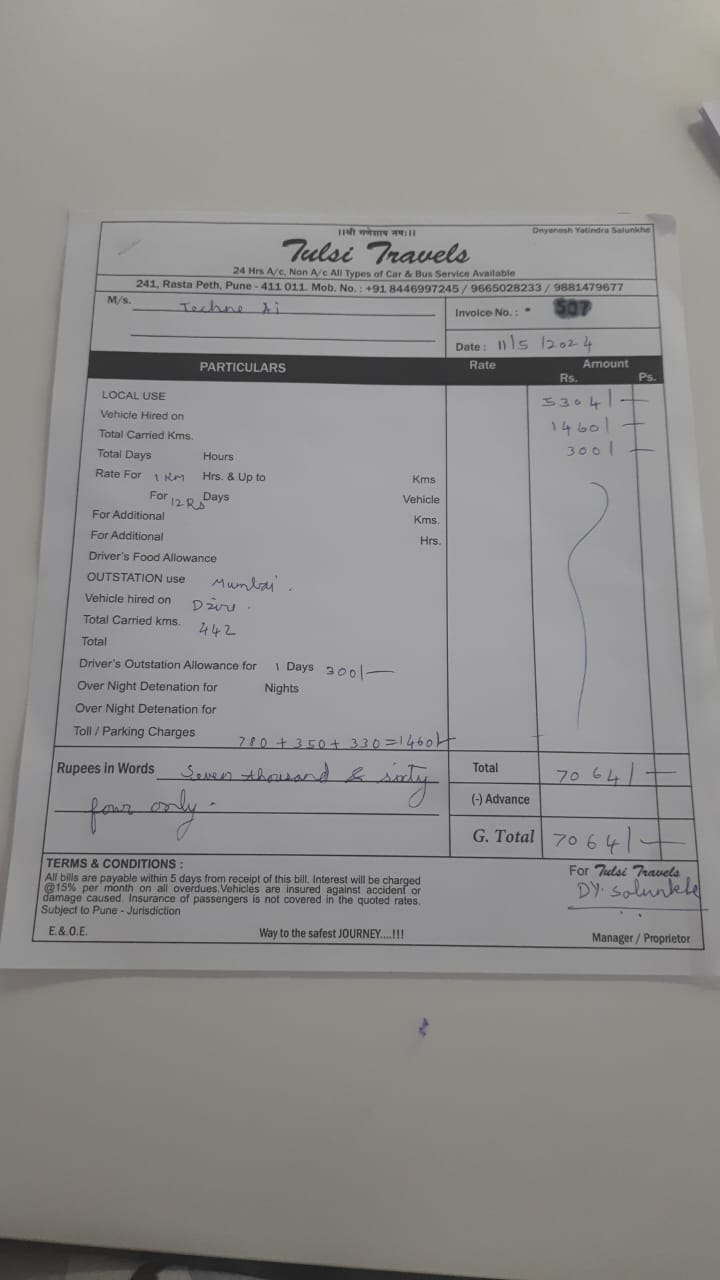 ॥श्री गणेशाय नमः॥
Dnyanesh Yatindra Salunkhe
Tulsi Travels
24 Hrs A/c, Non A/c All Types of Car & Bus Service Available
241, Rasta Peth, Pune - 411 011. Mob. No. : +91 8446997245 / 9665028233 / 9881479677
M/s. Techne Ai
Invoice No. : 507
Date : 11/5/2024
PARTICULARS Rate Amount
Rs. Ps.
LOCAL USE 5304/-
Vehicle Hired on 1460/-
Total Carried Kms. 300/-
Total Days Hours
Rate For 1 KM Hrs. & Up to Kms
For 12 Rs Days Vehicle
For Additional Kms.
For Additional Hrs.
Driver's Food Allowance
OUTSTATION use Mumbai.
Vehicle hired on Dzire.
Total Carried kms. 442
Total
Driver's Outstation Allowance for 1 Days 300/-
Over Night Detenation for Nights
Over Night Detenation for
Toll / Parking Charges 780 + 350 + 330 = 1460/-
Rupees in Words Seven thousand & sixty
four only.
Total 7064/-
(-) Advance
G. Total 7064/-
TERMS & CONDITIONS :
All bills are payable within 5 days from receipt of this bill. Interest will be charged
@15% per month on all overdues.Vehicles are insured against accident or
damage caused. Insurance of passengers is not covered in the quoted rates.
Subject to Pune - Jurisdiction
For Tulsi Travels
DY. Salunkhe
E.&.O.E. Way to the safest JOURNEY....!!! Manager / Proprietor